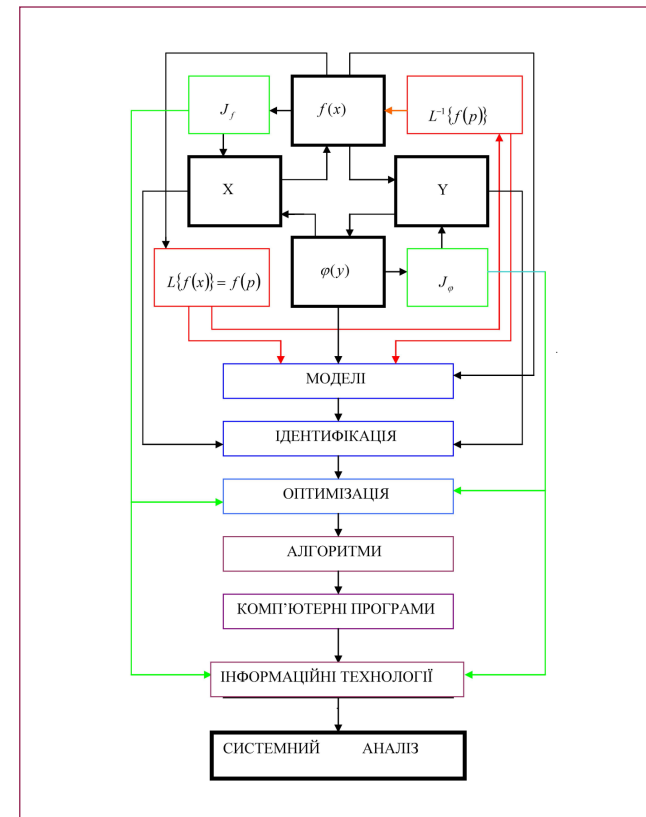 J_f
f(x)
L⁻¹{f(p)}
X
Y
L{f(x)} = f(p)
φ(y)
J_φ
МОДЕЛІ
ІДЕНТИФІКАЦІЯ
ОПТИМІЗАЦІЯ
АЛГОРИТМИ
КОМП’ЮТЕРНІ ПРОГРАМИ
ІНФОРМАЦІЙНІ ТЕХНОЛОГІЇ
СИСТЕМНИЙ АНАЛІЗ